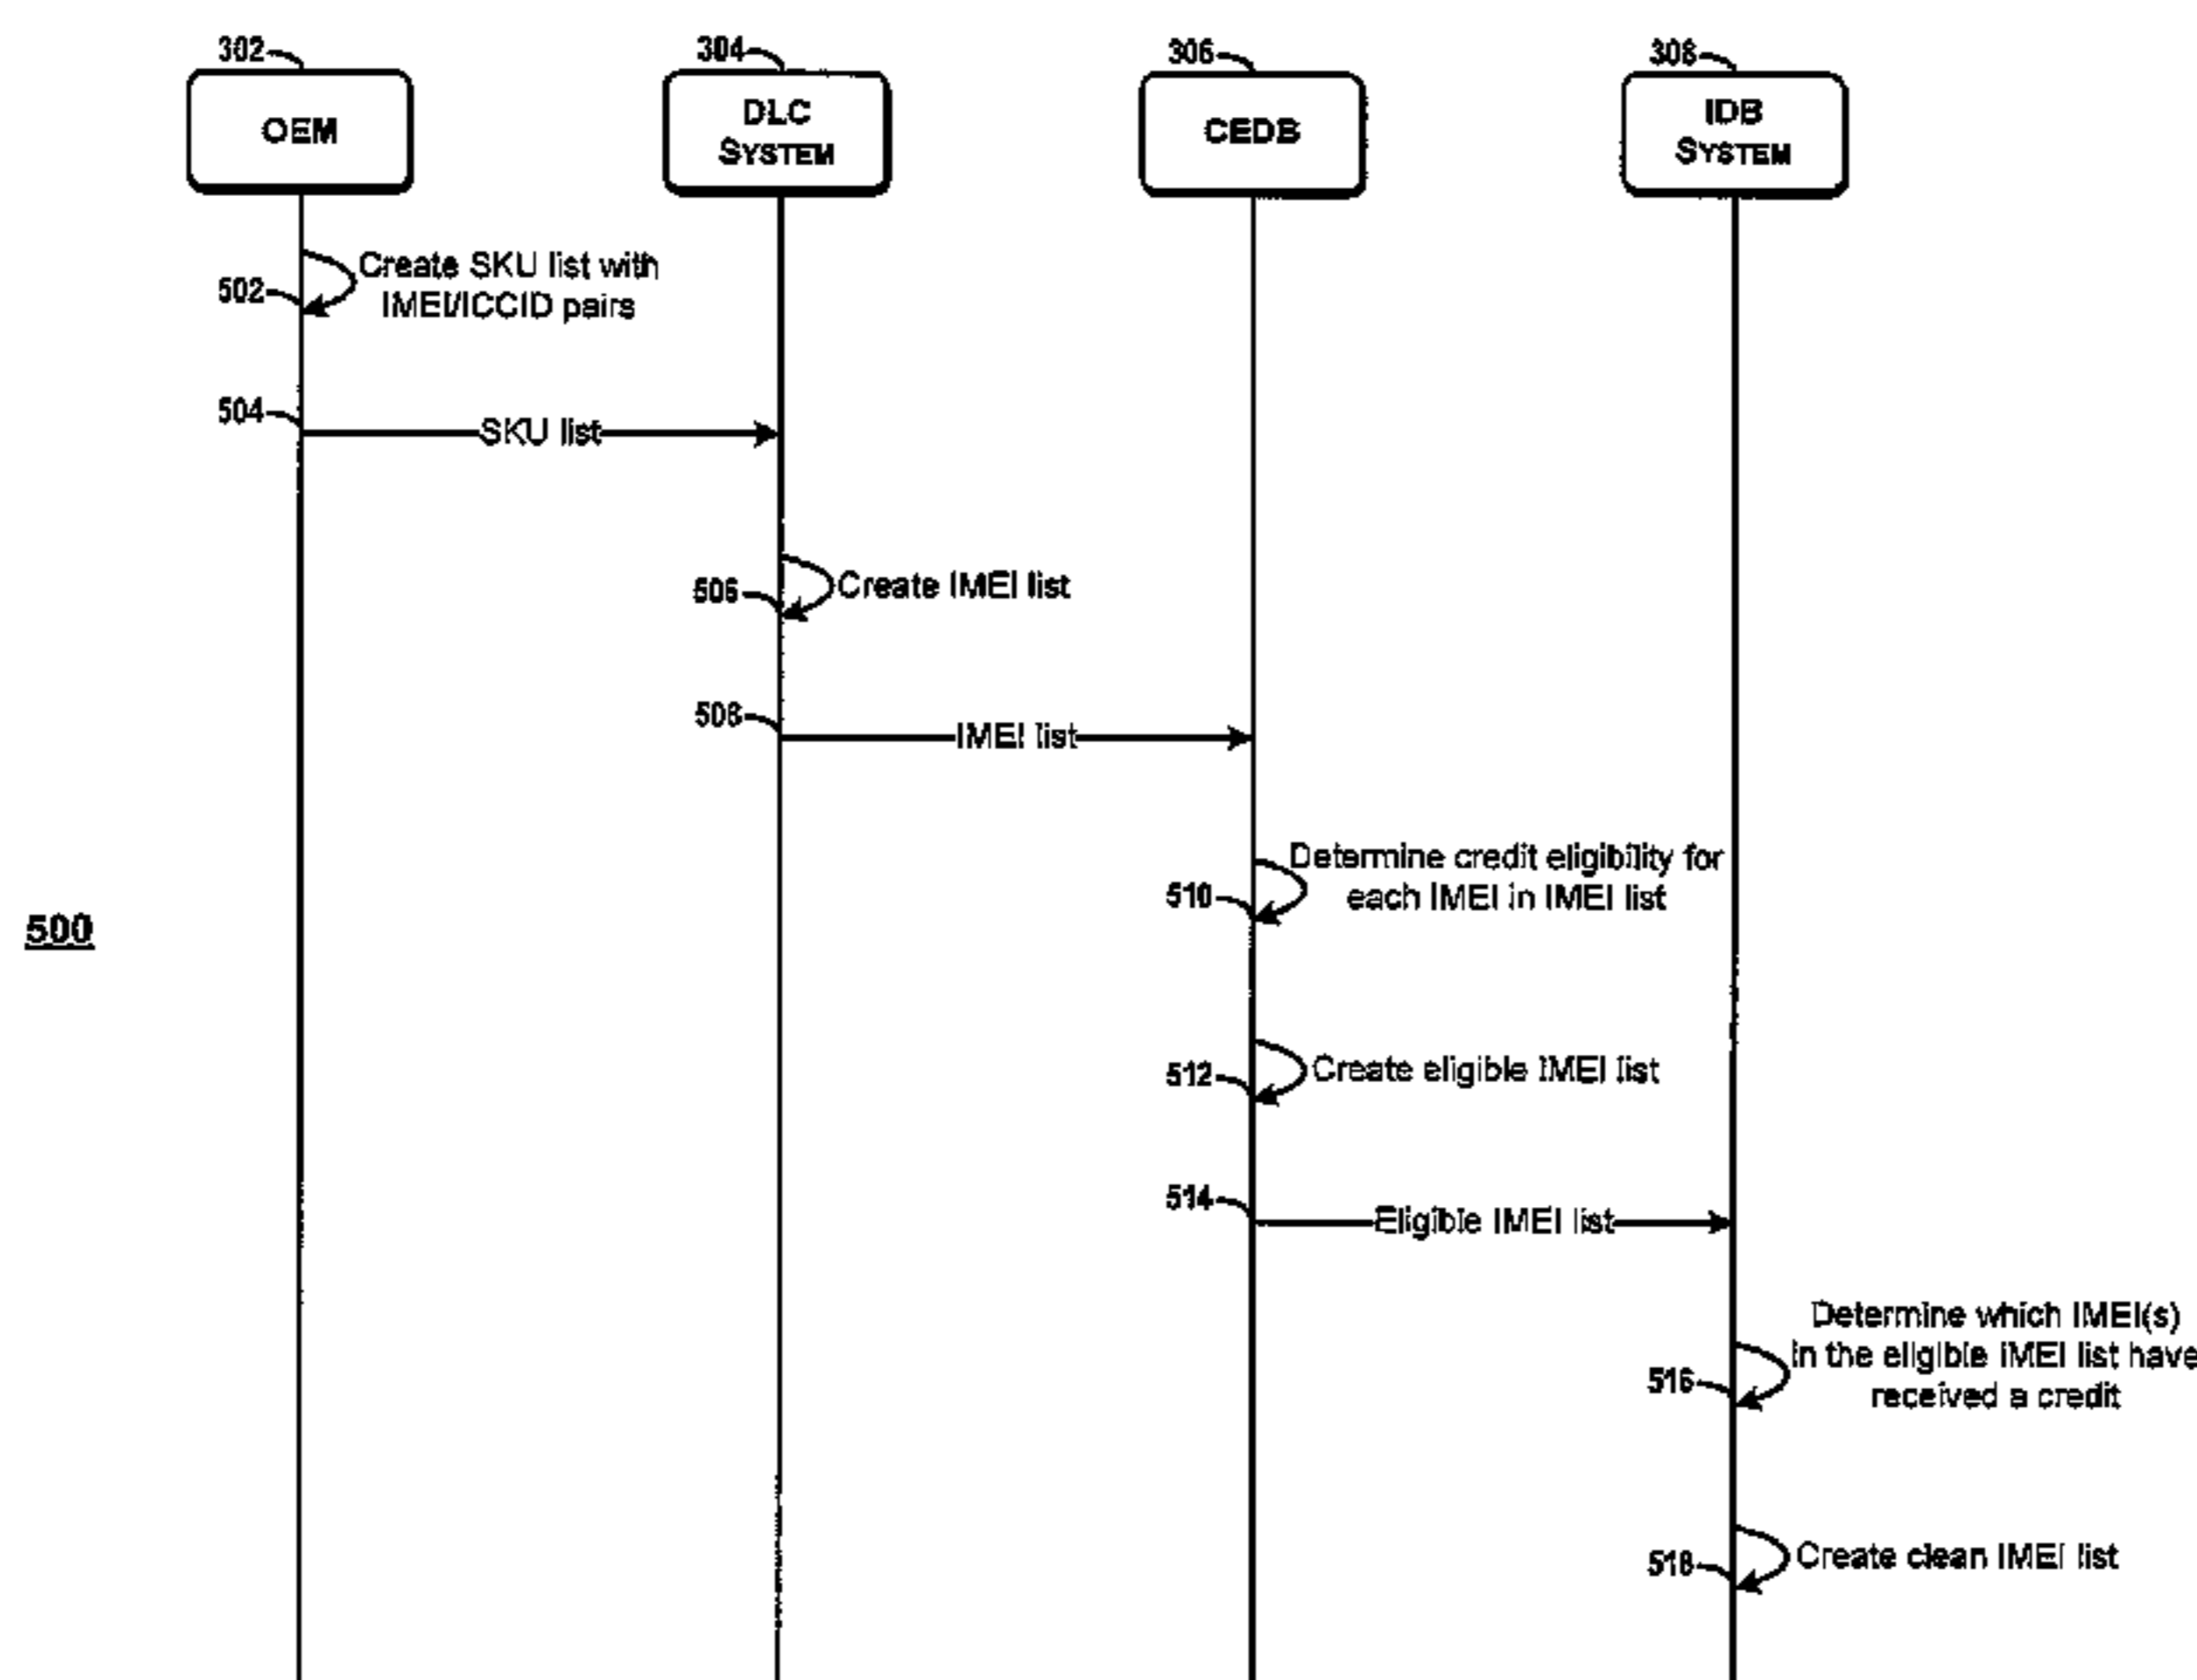 302
304
306
308
OEM
DLC
SYSTEM
CEDB
IDB
SYSTEM
Create SKU list with
502
IMEI/ICCID pairs
504
SKU list
506
Create IMEI list
508
IMEI list
Determine credit eligibility for
510
each IMEI in IMEI list
500
512
Create eligible IMEI list
514
Eligible IMEI list
Determine which IMEI(s)
in the eligible IMEI list have
516
received a credit
518
Create clean IMEI list